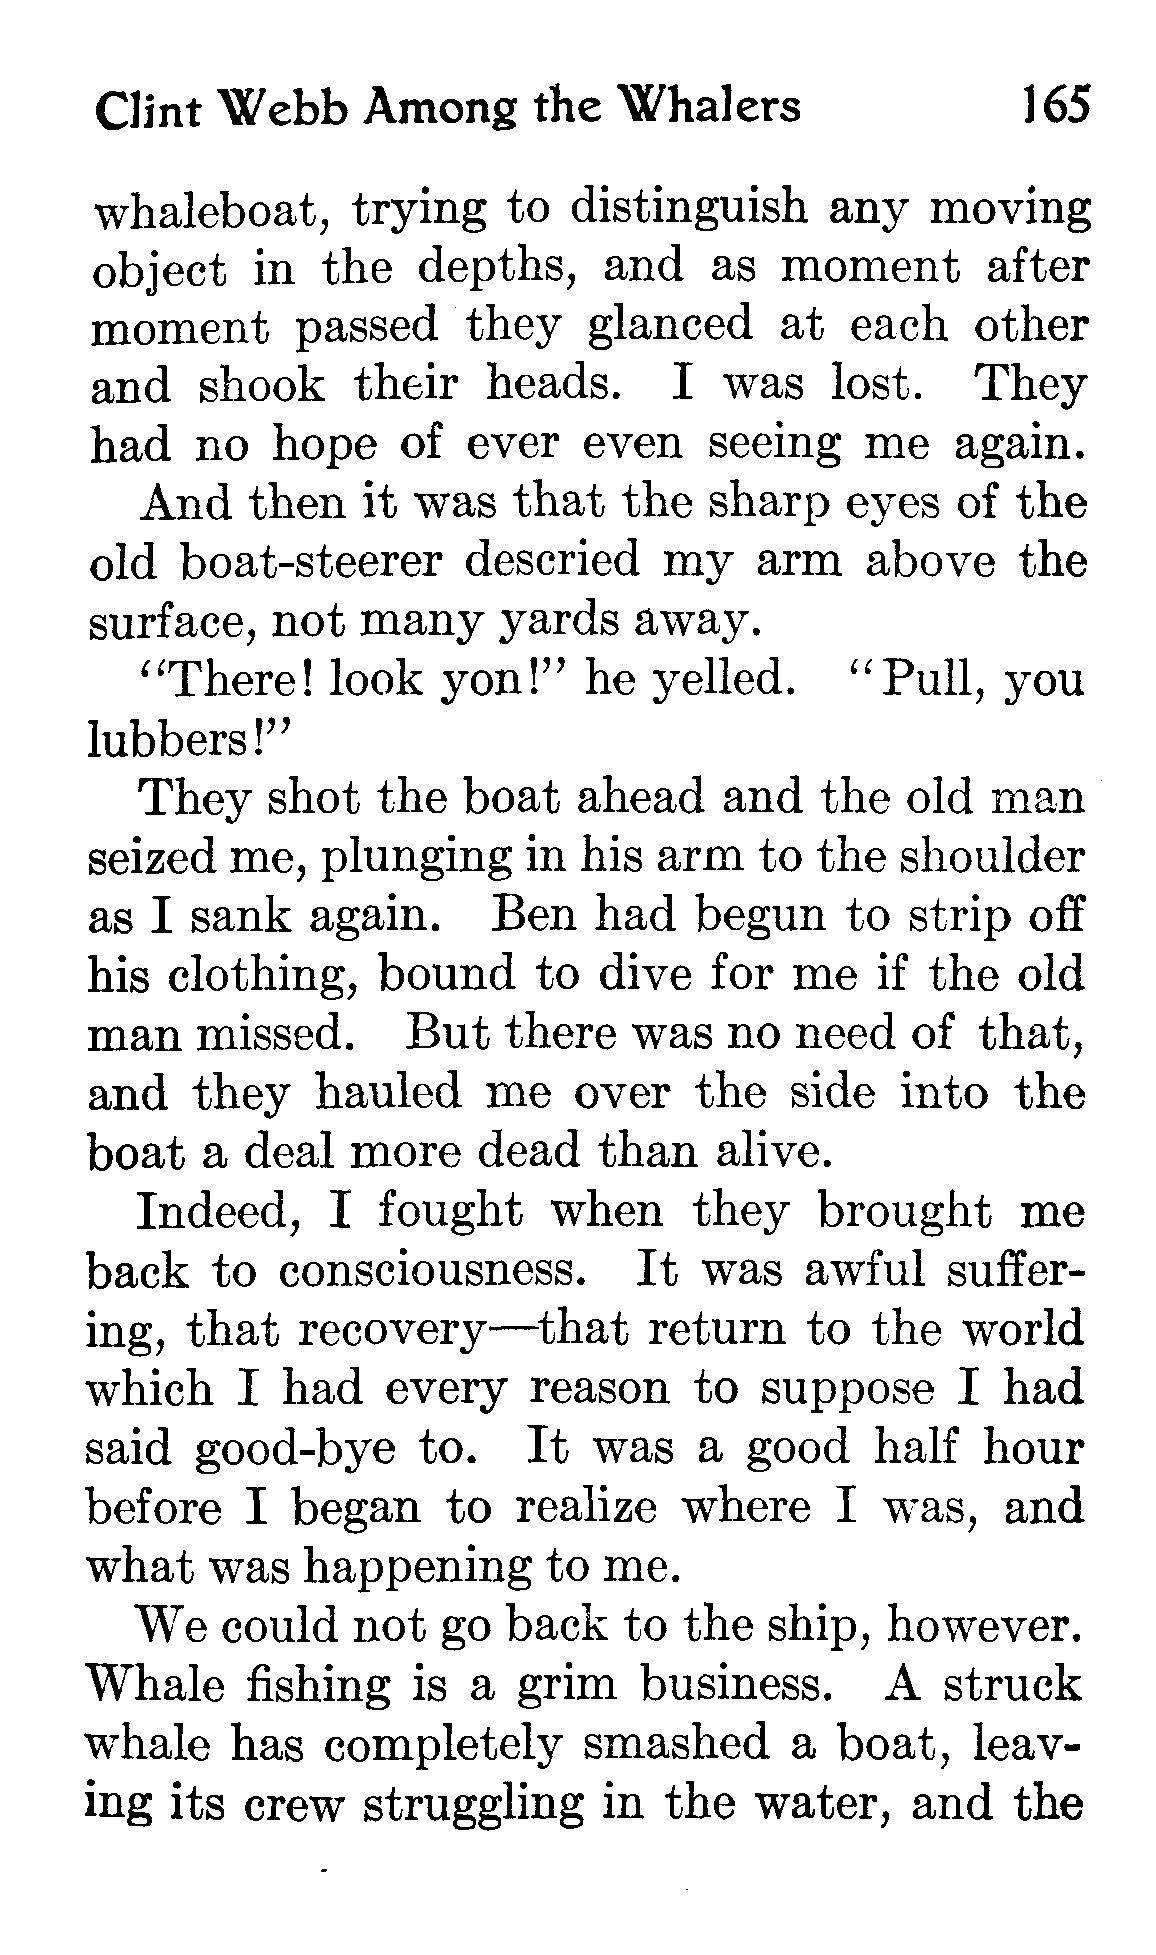 Clint Webb Among the Whalers 165
whaleboat, trying to distinguish any moving
object in the depths, and as moment after
moment passed they glanced at each other
and shook their heads. I was lost. They
had no hope of ever even seeing me again.
And then it was that the sharp eyes of the
old boat-steerer descried my arm above the
surface, not many yards away.
“There! look yon!” he yelled. “Pull, you
lubbers!”
They shot the boat ahead and the old man
seized me, plunging in his arm to the shoulder
as I sank again. Ben had begun to strip off
his clothing, bound to dive for me if the old
man missed. But there was no need of that,
and they hauled me over the side into the
boat a deal more dead than alive.
Indeed, I fought when they brought me
back to consciousness. It was awful suffer-
ing, that recovery—that return to the world
which I had every reason to suppose I had
said good-bye to. It was a good half hour
before I began to realize where I was, and
what was happening to me.
We could not go back to the ship, however.
Whale fishing is a grim business. A struck
whale has completely smashed a boat, leav-
ing its crew struggling in the water, and the